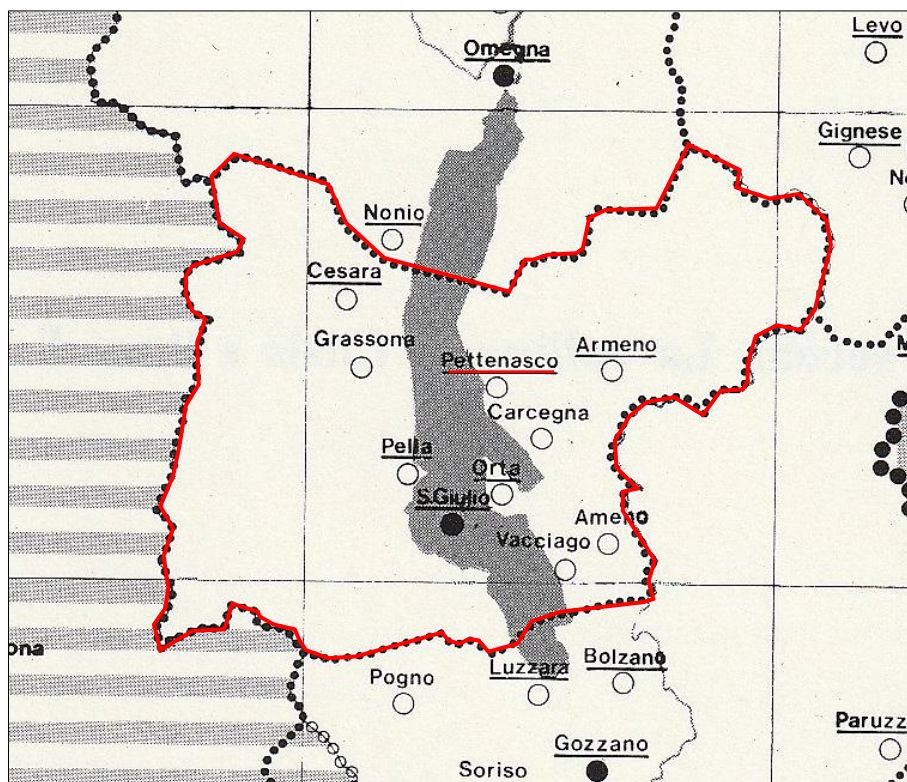 Levo
Omegna
Gignese
Nonio
Cesara
Grassona
Armeno
Pettenasco
Carcegna
Pella
Orta
S.Giulio
Ameno
Vacciago
ona
Luzzara
Bolzano
Pogno
Paruzz
Gozzano
Soriso